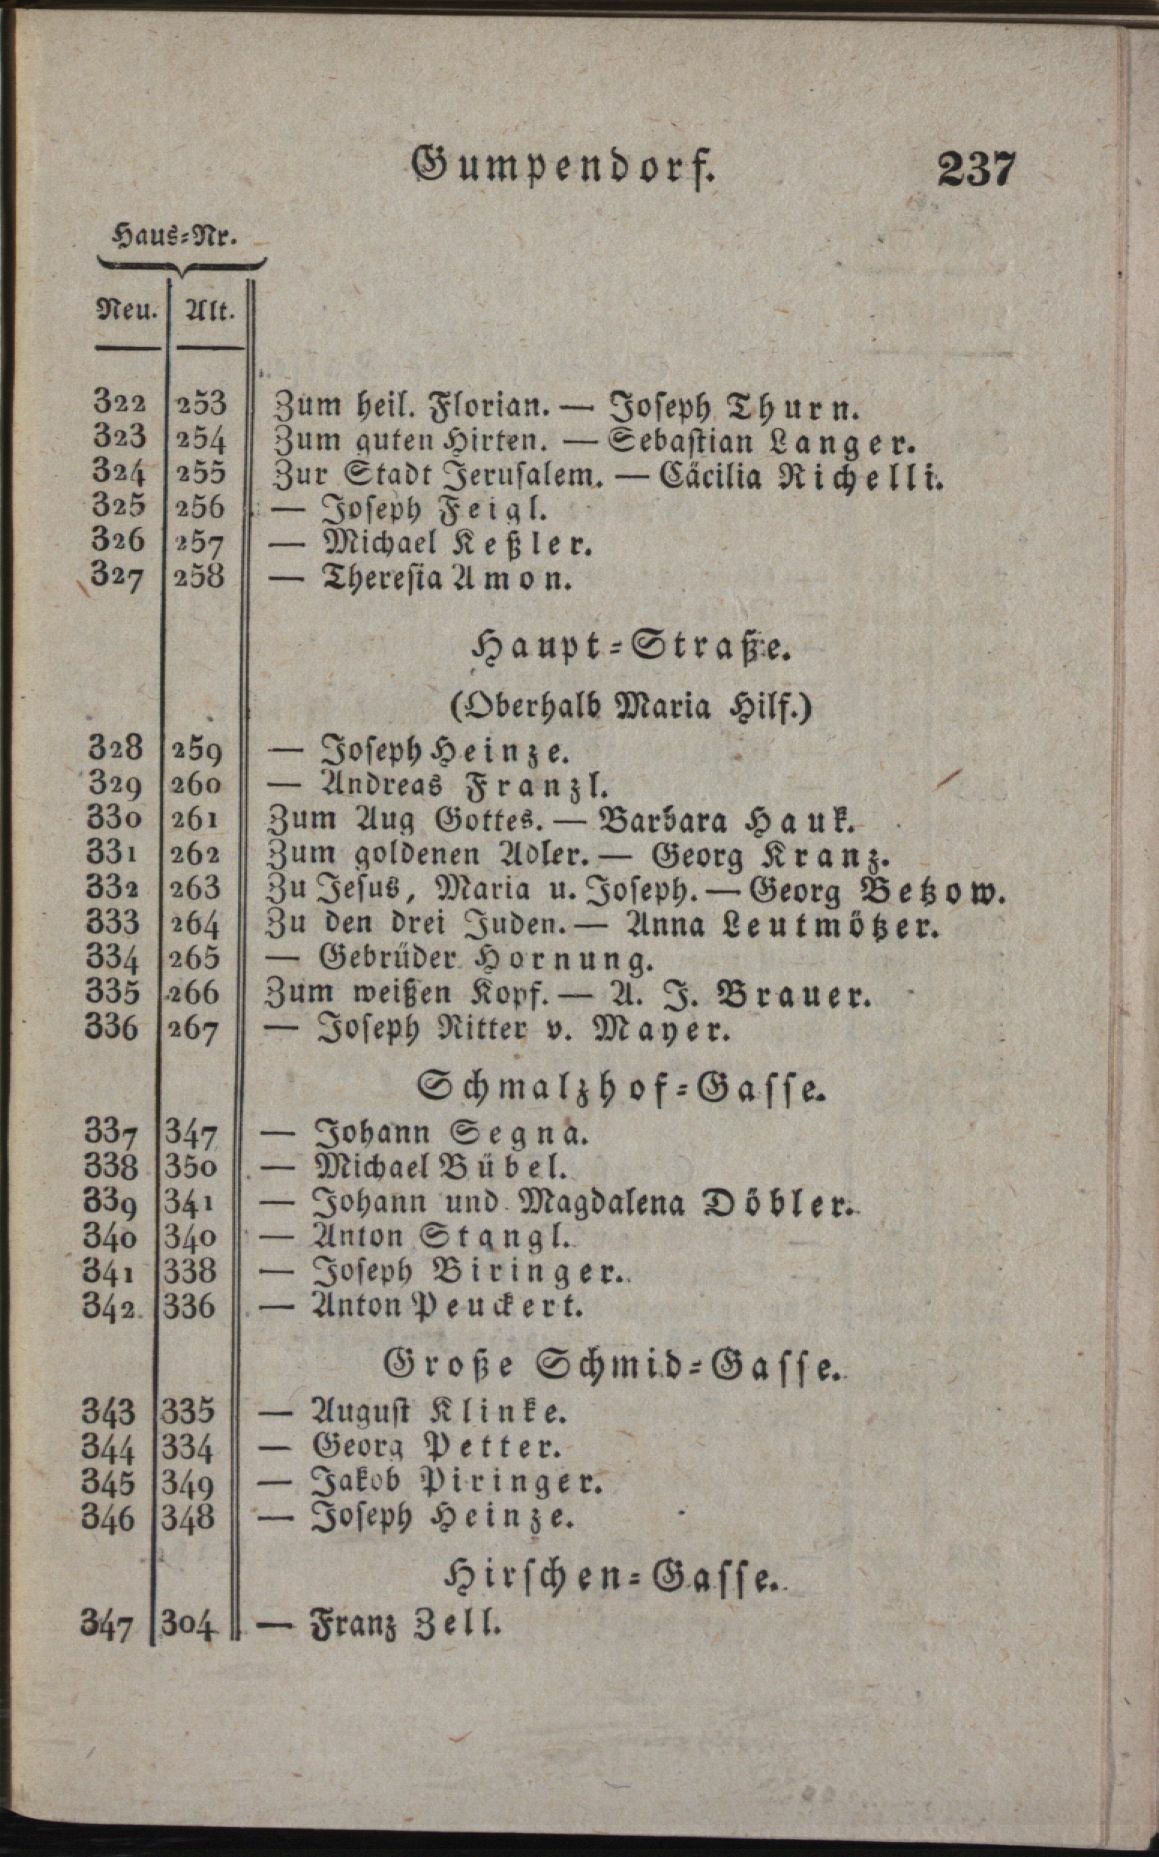 Gumpendorf. 237
Haus-Nr.
Neu. Alt.
322 253 Zum heil. Florian. — Joseph Thurn.
323 254 Zum guten Hirten. — Sebastian Langer.
324 255 Zur Stadt Jerusalem. — Cäcilia Richelli.
325 256 — Joseph Feigl.
326 257 — Michael Keßler.
327 258 — Theresia Amon.
Haupt-Straße.
(Oberhalb Maria Hilf.)
328 259 — Joseph Heinze.
329 260 — Andreas Franzl.
330 261 Zum Aug Gottes. — Barbara Hauk.
331 262 Zum goldenen Adler. — Georg Kranz.
332 263 Zu Jesus, Maria u. Joseph. — Georg Betzow.
333 264 Zu den drei Juden. — Anna Leutmötzer.
334 265 — Gebrüder Hornung.
335 266 Zum weißen Kopf. — A. J. Brauer.
336 267 — Joseph Ritter v. Mayer.
Schmalzhof-Gasse.
337 347 — Johann Segna.
338 350 — Michael Bübel.
339 341 — Johann und Magdalena Döbler.
340 340 — Anton Stangl.
341 338 — Joseph Biringer.
342 336 — Anton Peuckert.
Große Schmid-Gasse.
343 335 — August Klinke.
344 334 — Georg Petter.
345 349 — Jakob Piringer.
346 348 — Joseph Heinze.
Hirschen-Gasse.
347 304 — Franz Zell.